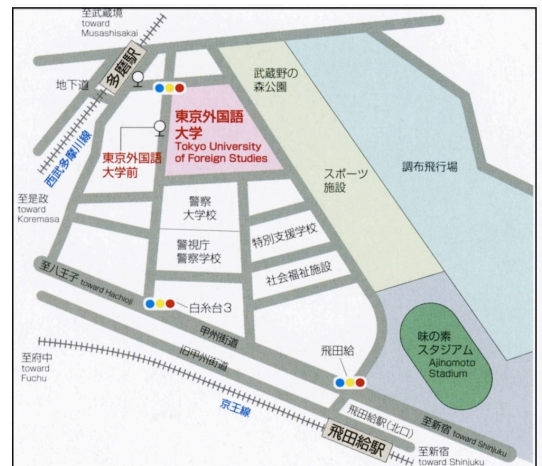 至武蔵境
toward
Musashisakai
多磨駅
地下道
西武多摩川線
武蔵野の
森公園
東京外国語
大学
Tokyo University
of Foreign Studies
東京外国語
大学前
調布飛行場
スポーツ
施設
至是政
toward
Koremasa
警察
大学校
特別支援学校
警視庁
警察学校
社会福祉施設
至八王子 toward Hachioji
白糸台3
甲州街道
旧甲州街道
飛田給
味の素
スタジアム
Ajinomoto
Stadium
至府中
toward
Fuchu
京王線
飛田給駅(北口)
飛田給駅
至新宿 toward Shinjuku
至新宿
toward Shinjuku